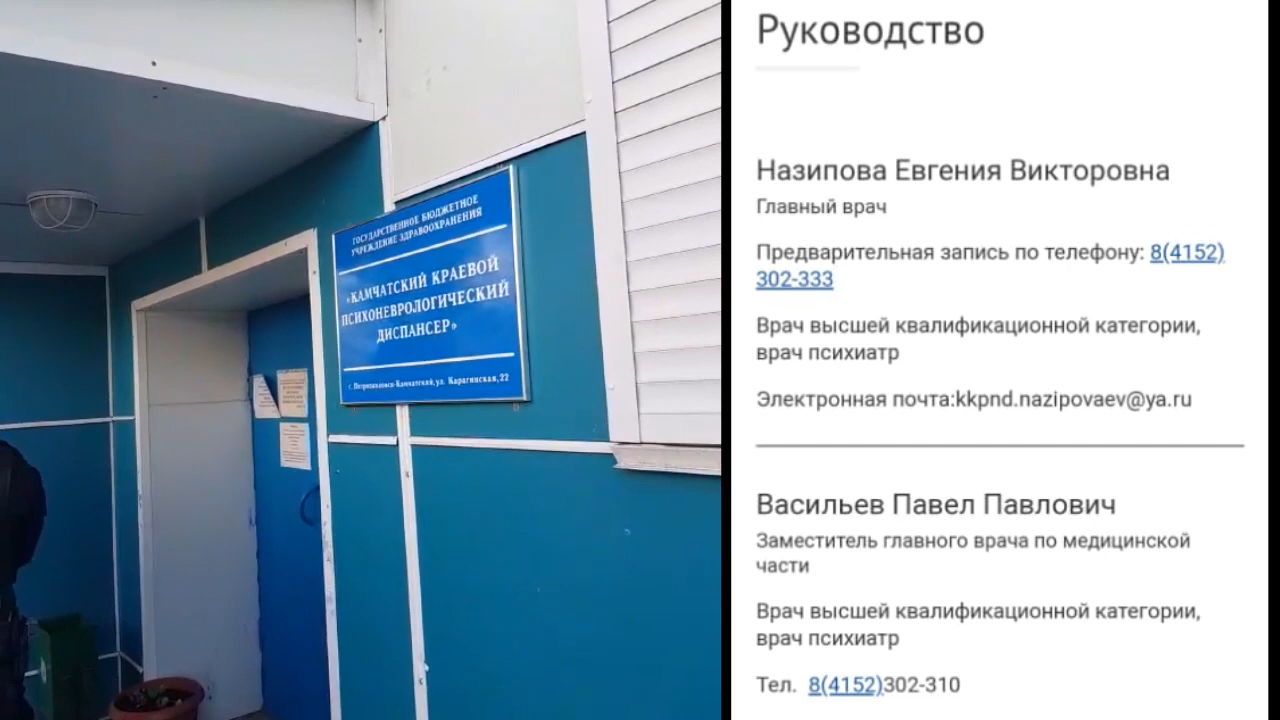 ГОСУДАРСТВЕННОЕ БЮДЖЕТНОЕ
УЧРЕЖДЕНИЕ ЗДРАВООХРАНЕНИЯ
«КАМЧАТСКИЙ КРАЕВОЙ
ПСИХОНЕВРОЛОГИЧЕСКИЙ
ДИСПАНСЕР»
г. Петропавловск-Камчатский, ул. Карагинская, 22
Руководство
Назипова Евгения Викторовна
Главный врач
Предварительная запись по телефону: 8(4152)
302-333
Врач высшей квалификационной категории,
врач психиатр
Электронная почта:kkpnd.nazipovaev@ya.ru
Васильев Павел Павлович
Заместитель главного врача по медицинской
части
Врач высшей квалификационной категории,
врач психиатр
Тел. 8(4152)302-310